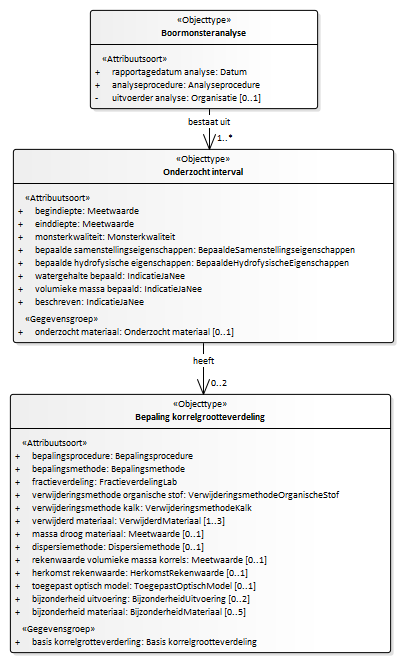 «Objecttype»
Boormonsteranalyse
«Attribuutsoort»
+ rapportagedatum analyse: Datum
+ analyseprocedure: Analyseprocedure
- uitvoerder analyse: Organisatie [0..1]
bestaat uit
1..*
«Objecttype»
Onderzocht interval
«Attribuutsoort»
+ begindiepte: Meetwaarde
+ einddiepte: Meetwaarde
+ monsterkwaliteit: Monsterkwaliteit
+ bepaalde samenstellingseigenschappen: BepaaldeSamenstellingseigenschappen
+ bepaalde hydrofysische eigenschappen: BepaaldeHydrofysischeEigenschappen
+ watergehalte bepaald: IndicatieJaNee
+ volumieke massa bepaald: IndicatieJaNee
+ beschreven: IndicatieJaNee
«Gegevensgroep»
+ onderzocht materiaal: Onderzocht materiaal [0..1]
heeft
0..2
«Objecttype»
Bepaling korrelgrootteverdeling
«Attribuutsoort»
+ bepalingsprocedure: Bepalingsprocedure
+ bepalingsmethode: Bepalingsmethode
+ fractieverdeling: FractieverdelingLab
+ verwijderingsmethode organische stof: VerwijderingsmethodeOrganischeStof
+ verwijderingsmethode kalk: VerwijderingsmethodeKalk
+ verwijderd materiaal: VerwijderdMateriaal [1..3]
+ massa droog materiaal: Meetwaarde [0..1]
+ dispersiemethode: Dispersiemethode [0..1]
+ rekenwaarde volumieke massa korrels: Meetwaarde [0..1]
+ herkomst rekenwaarde: HerkomstRekenwaarde [0..1]
+ toegepast optisch model: ToegepastOptischModel [0..1]
+ bijzonderheid uitvoering: BijzonderheidUitvoering [0..2]
+ bijzonderheid materiaal: BijzonderheidMateriaal [0..5]
«Gegevensgroep»
+ basis korrelgrootteverderling: Basis korrelgrootteverdeling